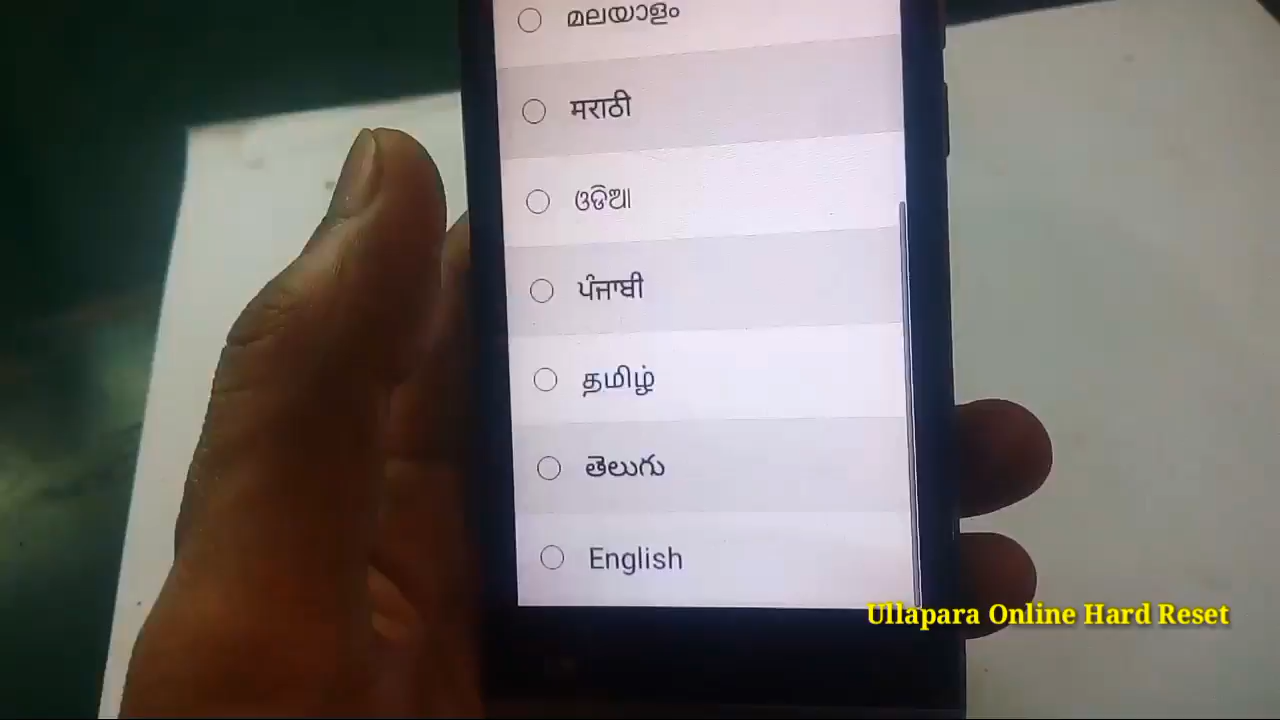 മലയാളം
मराठी
ଓଡିଆ
ਪੰਜਾਬੀ
தமிழ்
తెలుగు
English
Ullapara Online Hard Reset